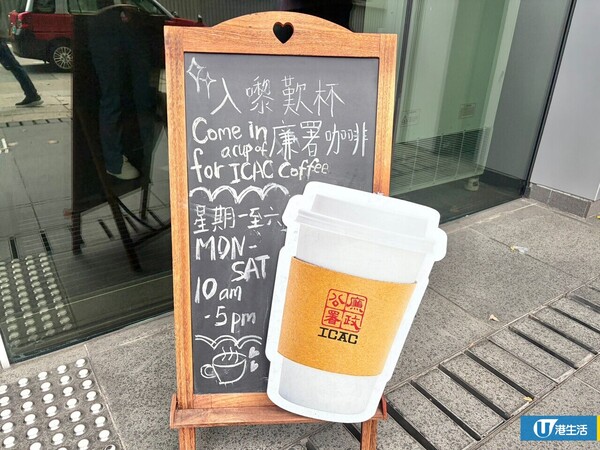 入嚟歎杯
Come in
a cup of 廉署咖啡
for ICAC Coffee
星期一至六
MON-
SAT
10am
-5pm
廉政公署
ICAC
U 港生活